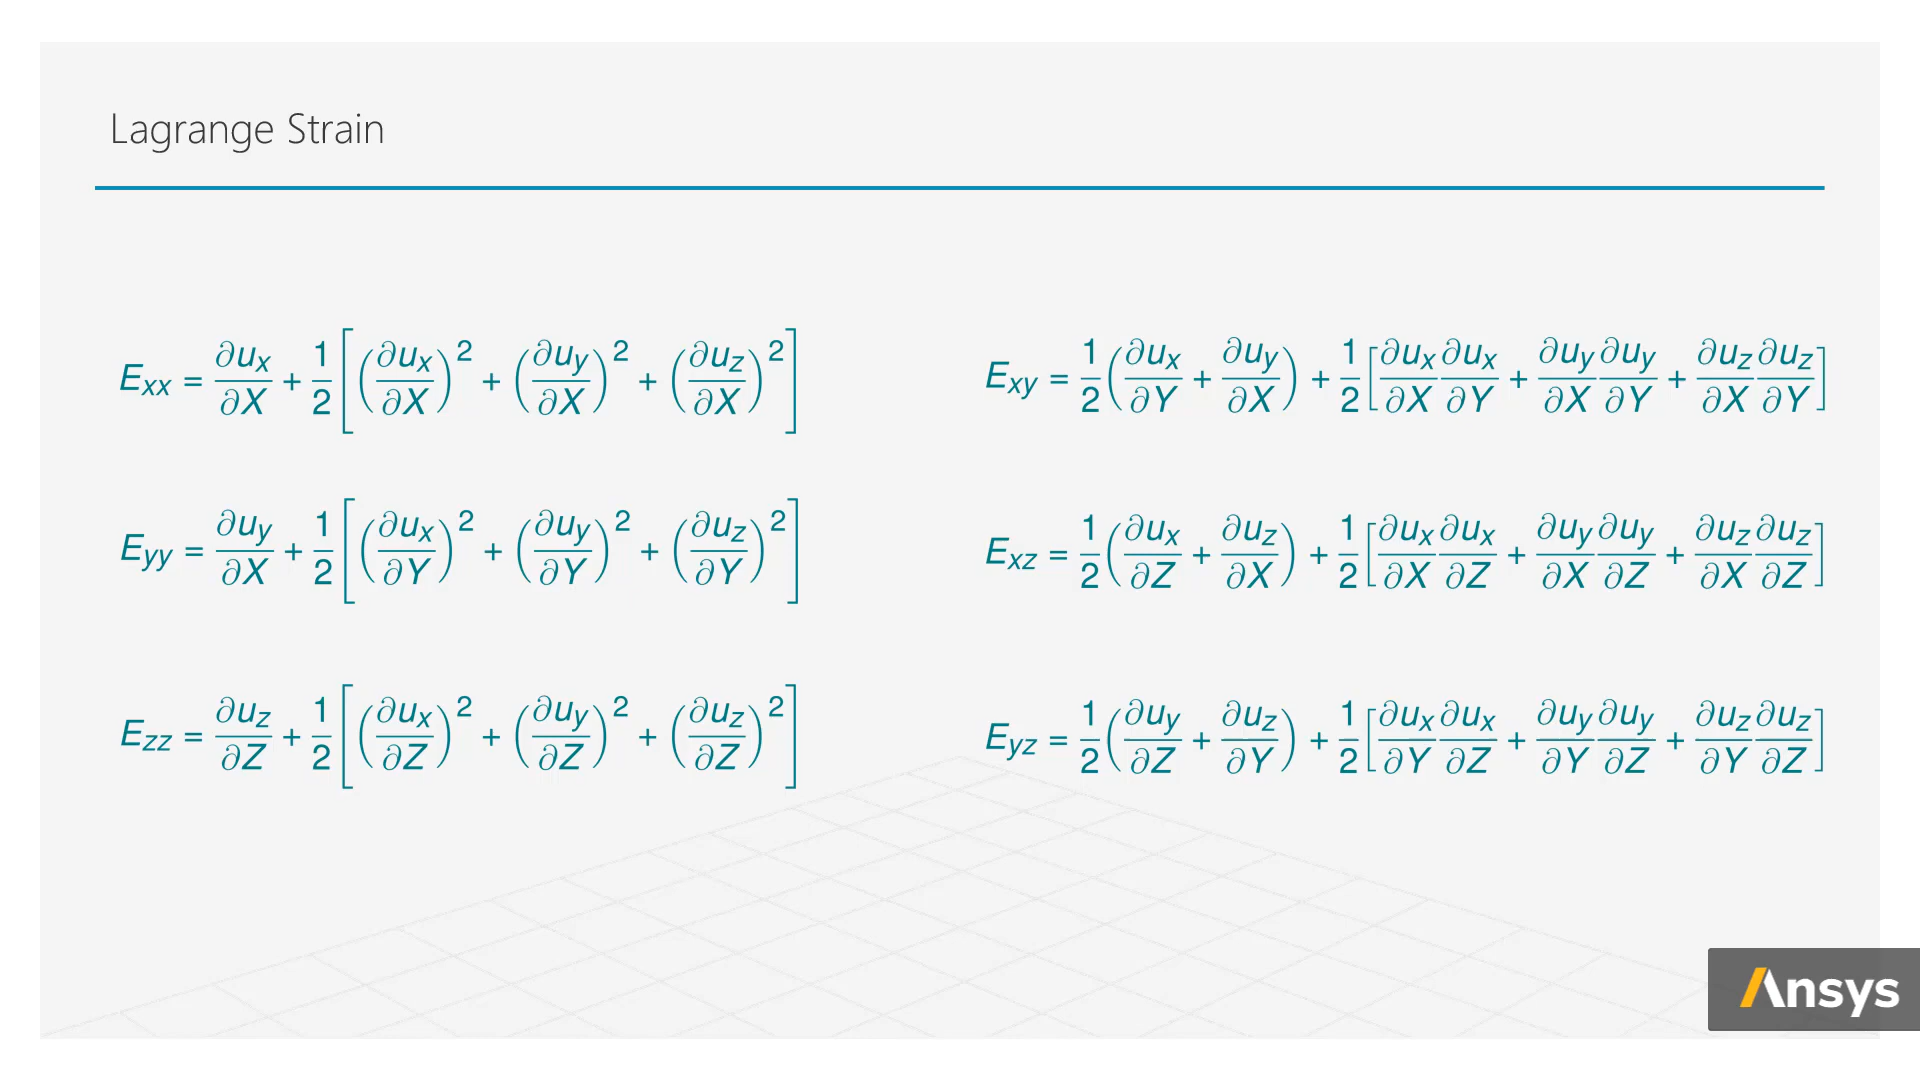 Lagrange Strain
E_xx = ∂u_x/∂X + 1/2 [ (∂u_x/∂X)^2 + (∂u_y/∂X)^2 + (∂u_z/∂X)^2 ]
E_xy = 1/2 (∂u_x/∂Y + ∂u_y/∂X) + 1/2 [ ∂u_x/∂X ∂u_x/∂Y + ∂u_y/∂X ∂u_y/∂Y + ∂u_z/∂X ∂u_z/∂Y ]
E_yy = ∂u_y/∂X + 1/2 [ (∂u_x/∂Y)^2 + (∂u_y/∂Y)^2 + (∂u_z/∂Y)^2 ]
E_xz = 1/2 (∂u_x/∂Z + ∂u_z/∂X) + 1/2 [ ∂u_x/∂X ∂u_x/∂Z + ∂u_y/∂X ∂u_y/∂Z + ∂u_z/∂X ∂u_z/∂Z ]
E_zz = ∂u_z/∂Z + 1/2 [ (∂u_x/∂Z)^2 + (∂u_y/∂Z)^2 + (∂u_z/∂Z)^2 ]
E_yz = 1/2 (∂u_y/∂Z + ∂u_z/∂Y) + 1/2 [ ∂u_x/∂Y ∂u_x/∂Z + ∂u_y/∂Y ∂u_y/∂Z + ∂u_z/∂Y ∂u_z/∂Z ]
Ansys